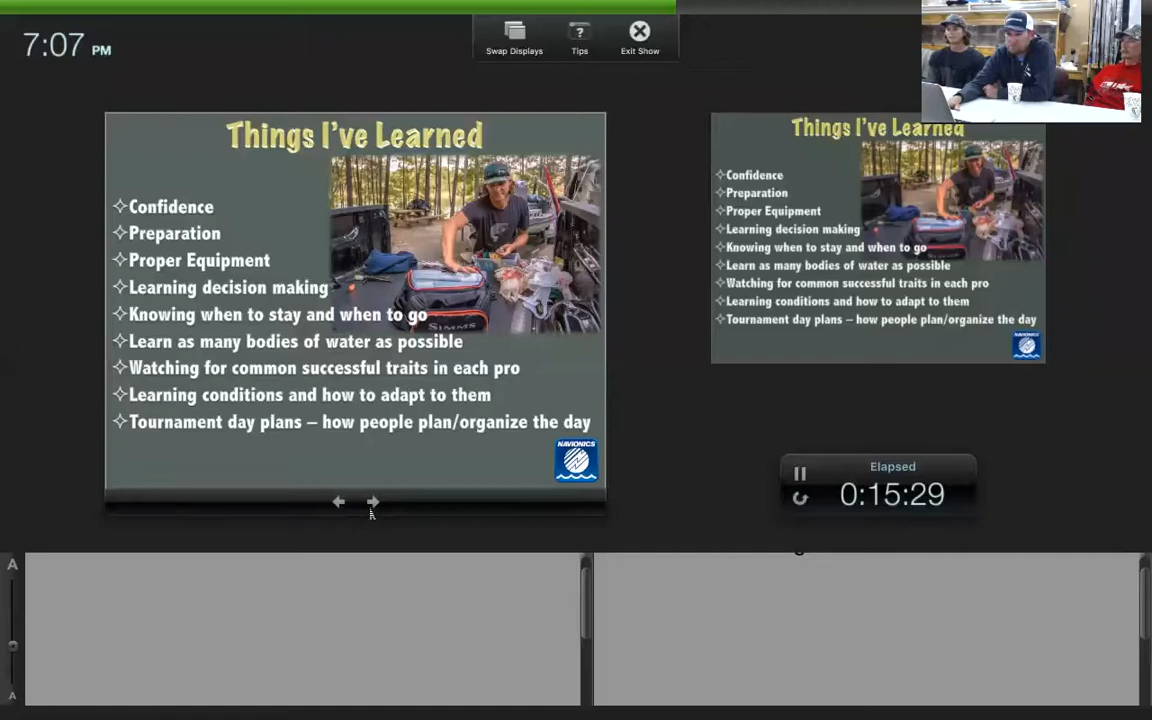 7:07 PM
Swap Displays
Tips
Exit Show
Things I've Learned
✧Confidence
✧Preparation
✧Proper Equipment
✧Learning decision making
✧Knowing when to stay and when to go
✧Learn as many bodies of water as possible
✧Watching for common successful traits in each pro
✧Learning conditions and how to adapt to them
✧Tournament day plans – how people plan/organize the day
SIMMS
NAVIONICS
Things I've Learned
✧Confidence
✧Preparation
✧Proper Equipment
✧Learning decision making
✧Knowing when to stay and when to go
✧Learn as many bodies of water as possible
✧Watching for common successful traits in each pro
✧Learning conditions and how to adapt to them
✧Tournament day plans – how people plan/organize the day
Elapsed
0:15:29
A
A